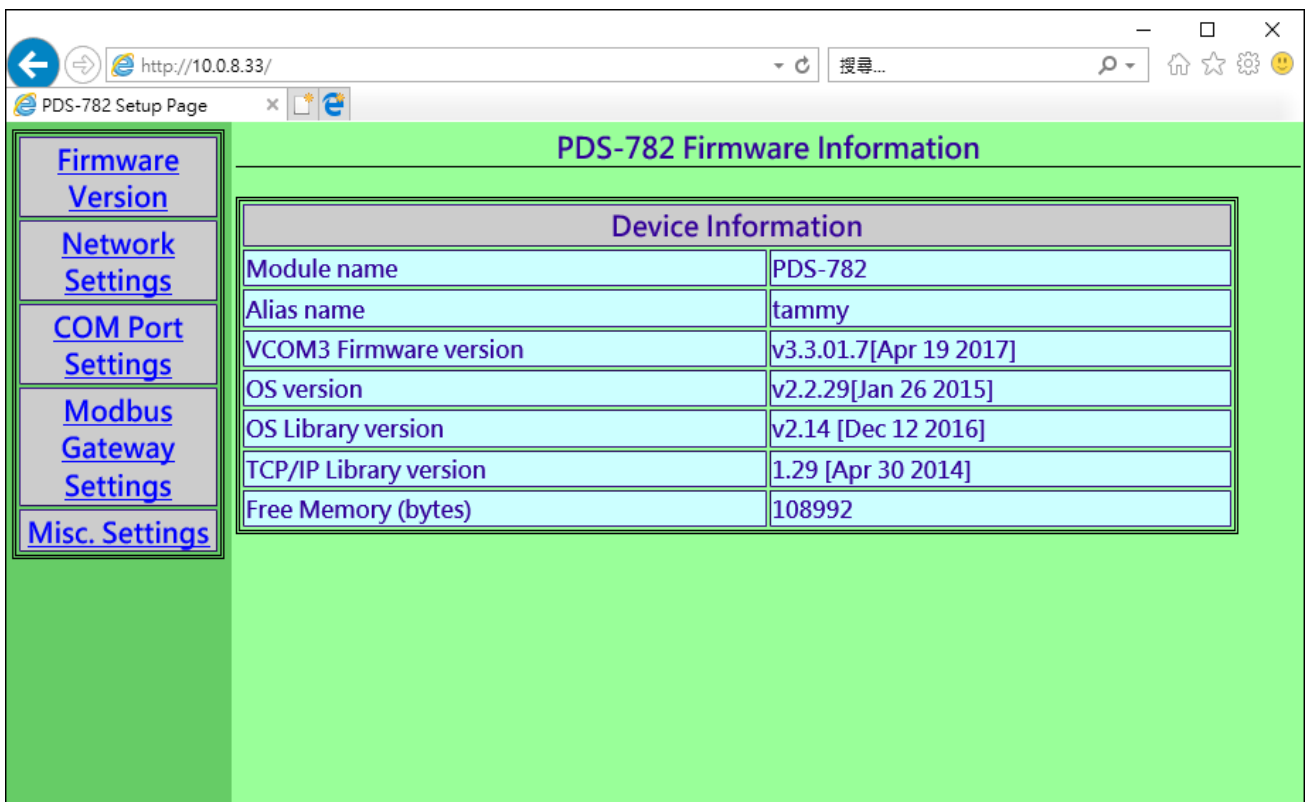 http://10.0.8.33/
搜尋...
PDS-782 Setup Page
Firmware
Version
Network
Settings
COM Port
Settings
Modbus
Gateway
Settings
Misc. Settings
PDS-782 Firmware Information
Device Information
Module name PDS-782
Alias name tammy
VCOM3 Firmware version v3.3.01.7[Apr 19 2017]
OS version v2.2.29[Jan 26 2015]
OS Library version v2.14 [Dec 12 2016]
TCP/IP Library version 1.29 [Apr 30 2014]
Free Memory (bytes) 108992